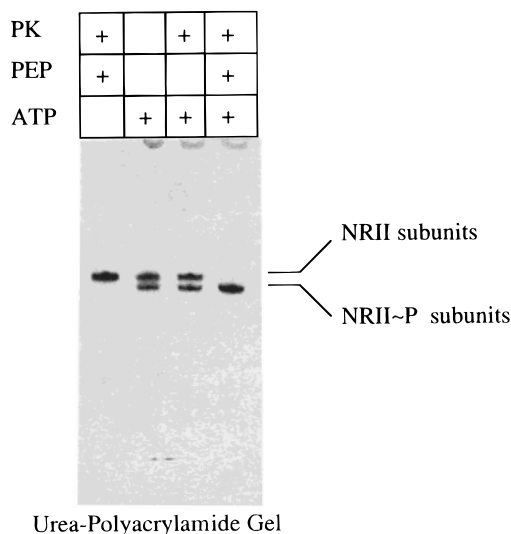 PK + + +
PEP + +
ATP + + +
NRII subunits
NRII~P subunits
Urea-Polyacrylamide Gel